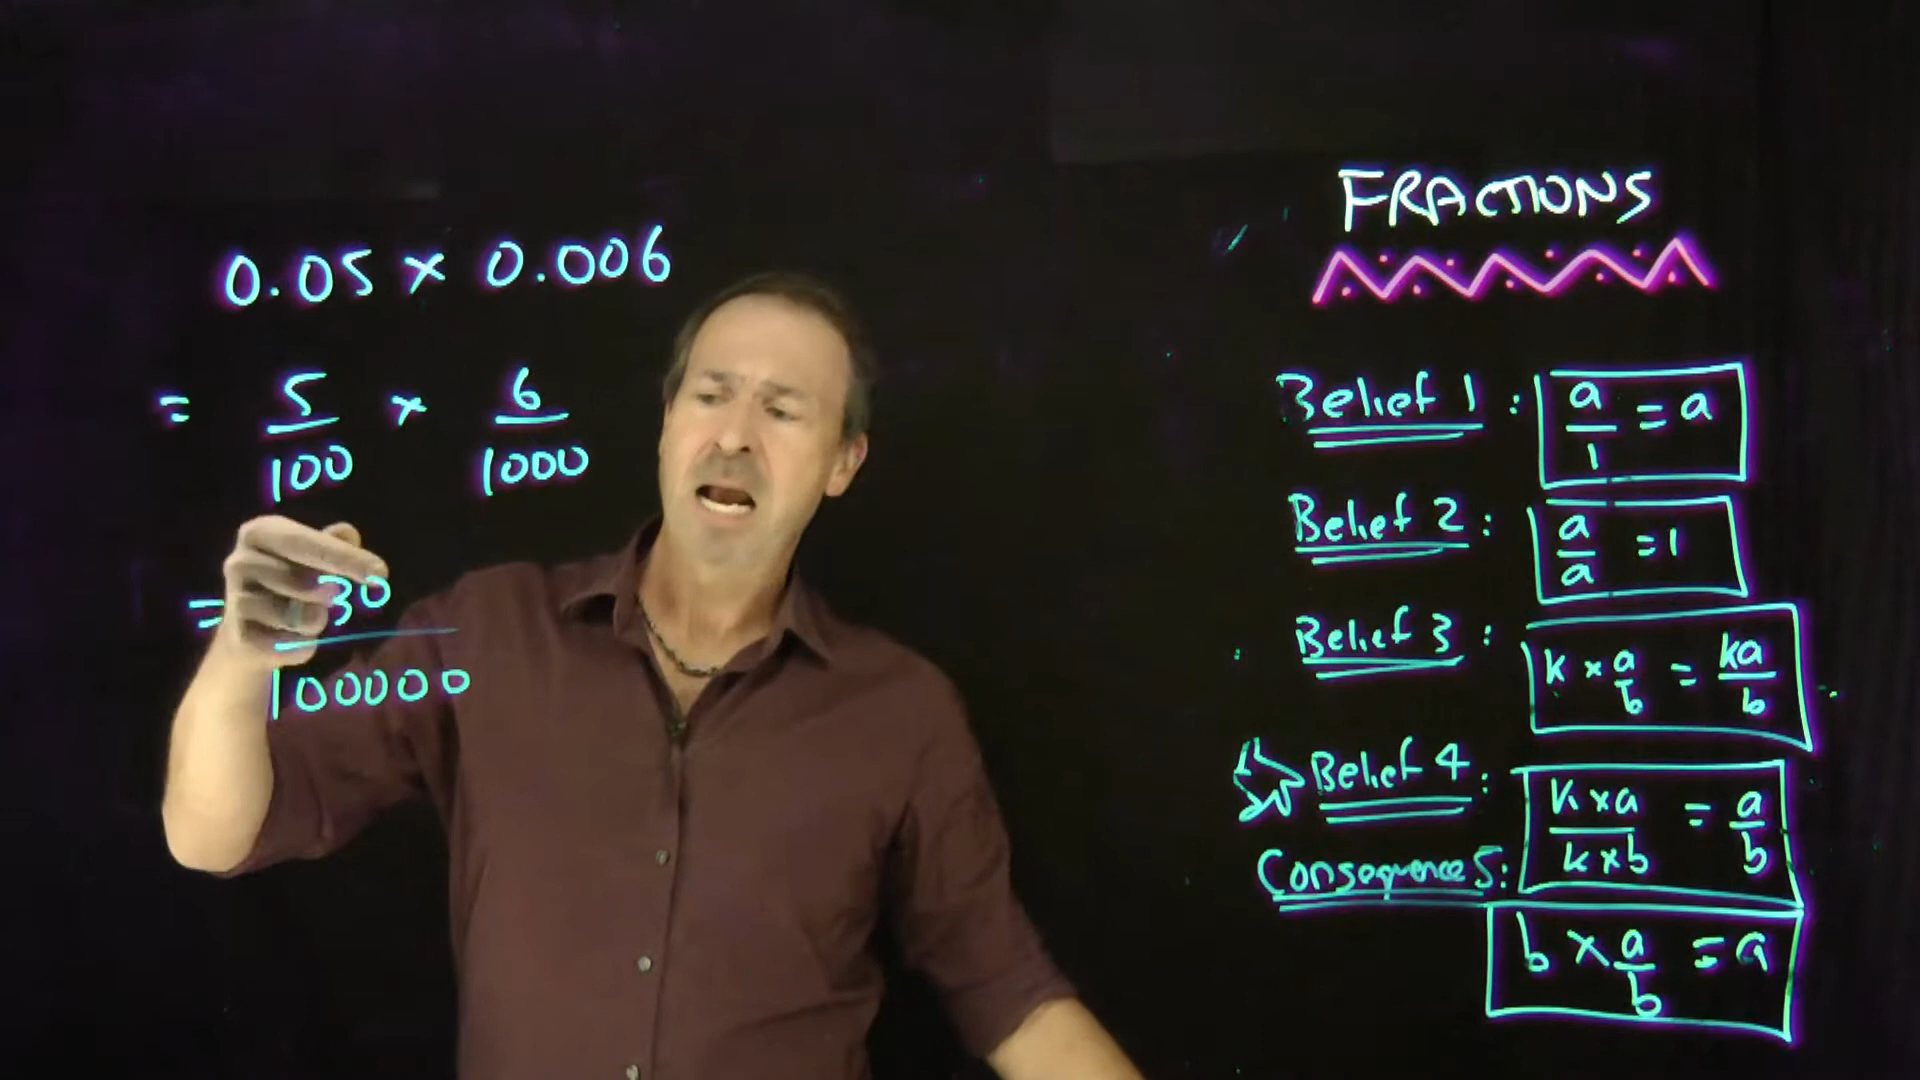 0.05 × 0.006
= 5/100 × 6/1000
= 30/100000
FRACTIONS
Belief 1: a/1 = a
Belief 2: a/a = 1
Belief 3: k × a/b = ka/b
Belief 4: k × a/k × b = a/b
Consequence 5:
b × a/b = a